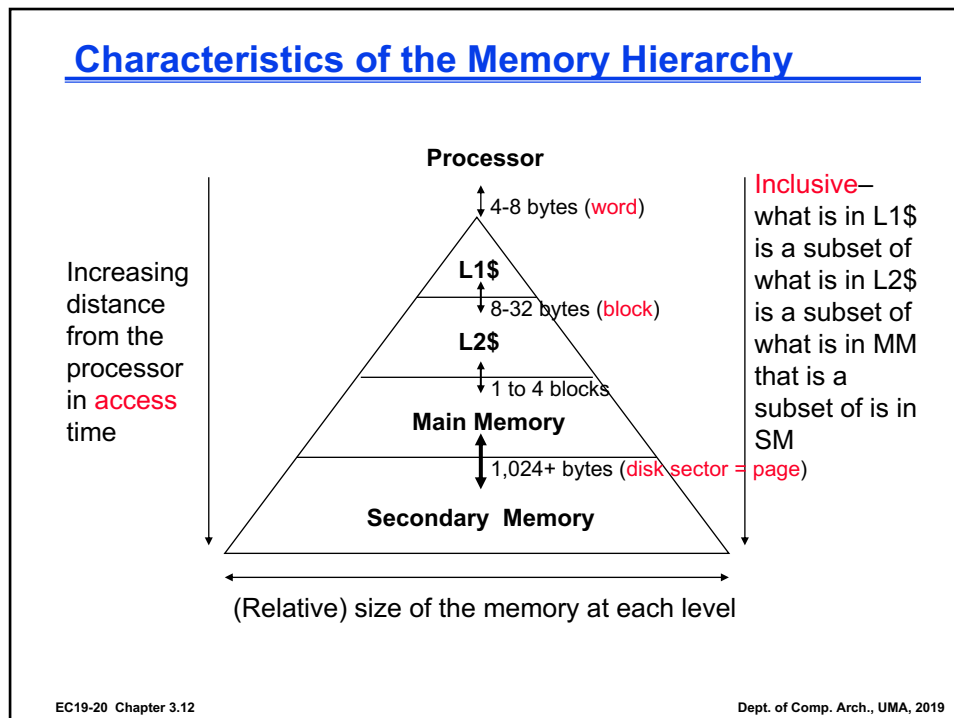 Characteristics of the Memory Hierarchy
Processor
4-8 bytes (word)
L1$
8-32 bytes (block)
L2$
1 to 4 blocks
Main Memory
1,024+ bytes (disk sector = page)
Secondary Memory
Increasing
distance
from the
processor
in access
time
Inclusive–
what is in L1$
is a subset of
what is in L2$
is a subset of
what is in MM
that is a
subset of is in
SM
(Relative) size of the memory at each level
EC19-20 Chapter 3.12
Dept. of Comp. Arch., UMA, 2019